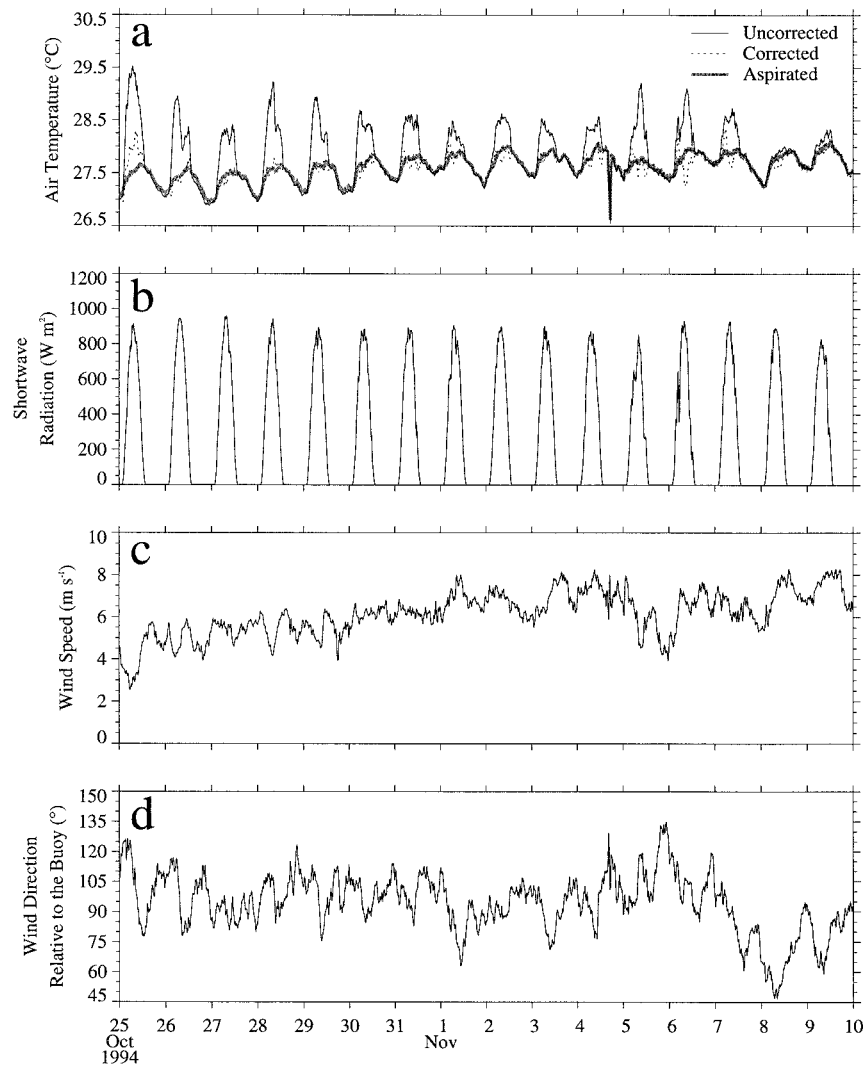 a
30.5
29.5
28.5
27.5
26.5
Air Temperature (°C)
Uncorrected
Corrected
Aspirated
b
1200
1000
800
600
400
200
0
Shortwave
Radiation (W m²)
c
10
8
6
4
2
0
Wind Speed (m s⁻¹)
d
150
135
120
105
90
75
60
45
Wind Direction
Relative to the Buoy (°)
25 26 27 28 29 30 31 1 2 3 4 5 6 7 8 9 10
Oct Nov
1994